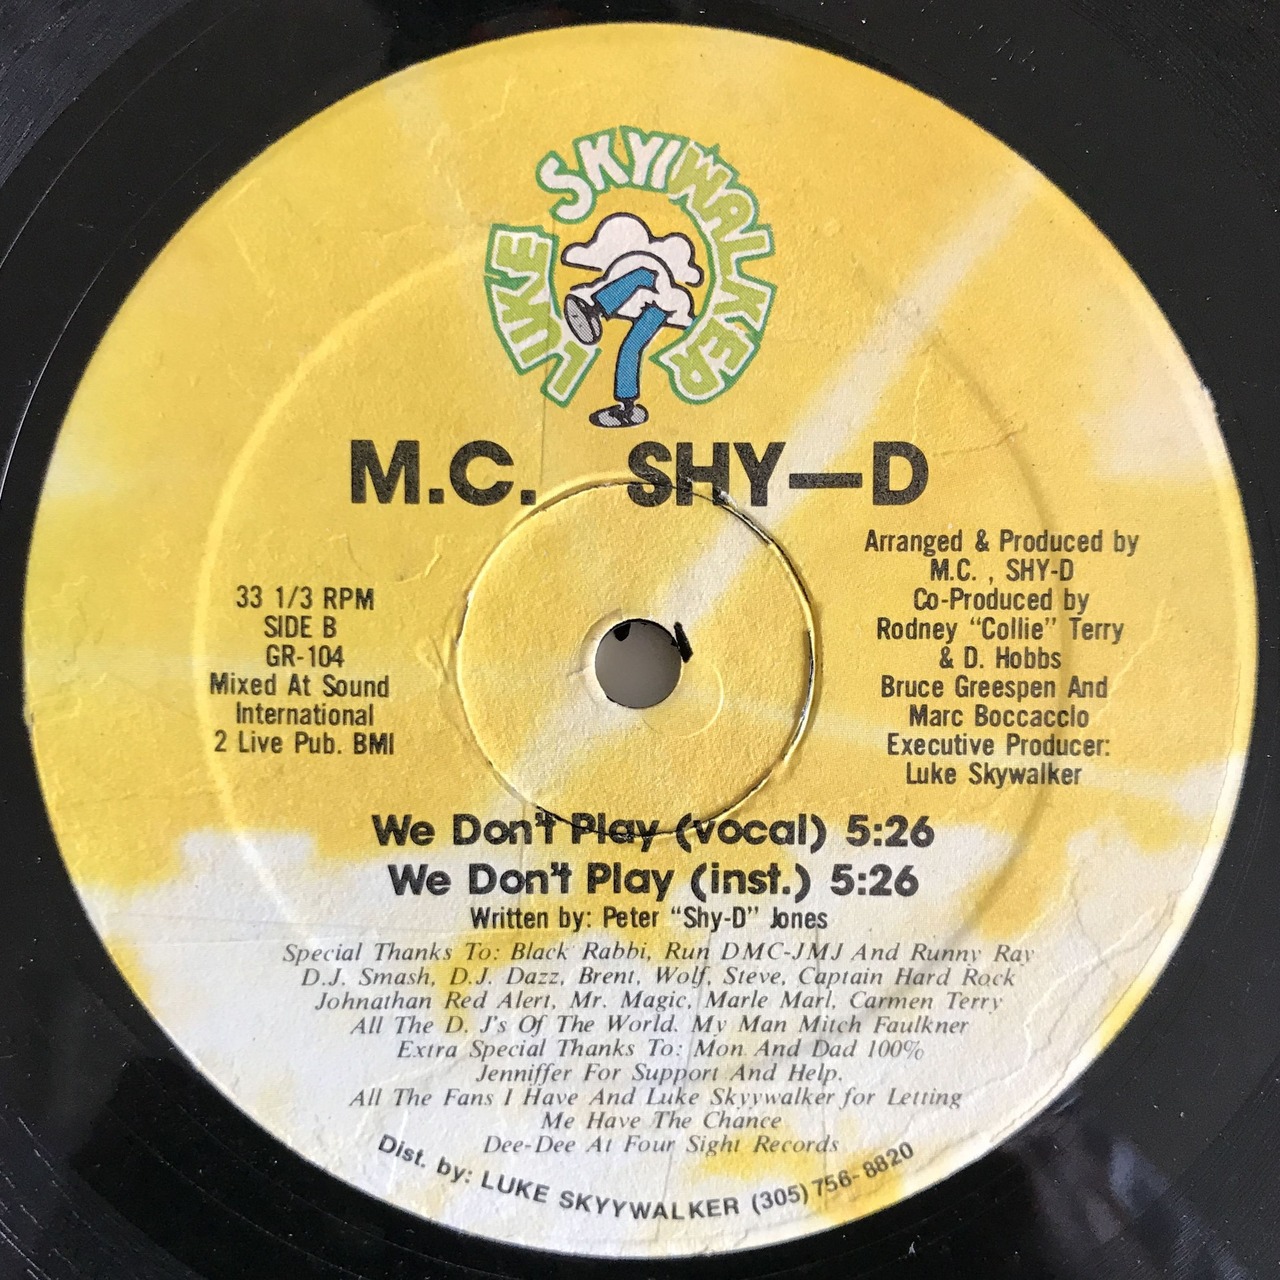 LUKE SKYYWALKER
M.C. SHY—D
33 1/3 RPM
SIDE B
GR-104
Mixed At Sound
International
2 Live Pub. BMI
Arranged & Produced by
M.C. , SHY-D
Co-Produced by
Rodney “Collie” Terry
& D. Hobbs
Bruce Greespen And
Marc Boccaccio
Executive Producer:
Luke Skywalker
We Don't Play (vocal) 5:26
We Don't Play (inst.) 5:26
Written by: Peter “Shy-D” Jones
Special Thanks To: Black Rabbi, Run DMC-JMJ And Runny Ray
D.J. Smash, D.J. Dazz, Brent, Wolf, Steve, Captain Hard Rock
Johnathan Red Alert, Mr. Magic, Marle Marl, Carmen Terry
All The D. J's Of The World. My Man Mitch Faulkner
Extra Special Thanks To: Mon And Dad 100%
Jenniffer For Support And Help.
All The Fans I Have And Luke Skyywalker for Letting
Me Have The Chance
Dee-Dee At Four Sight Records
Dist. by: LUKE SKYYWALKER (305) 756-8820